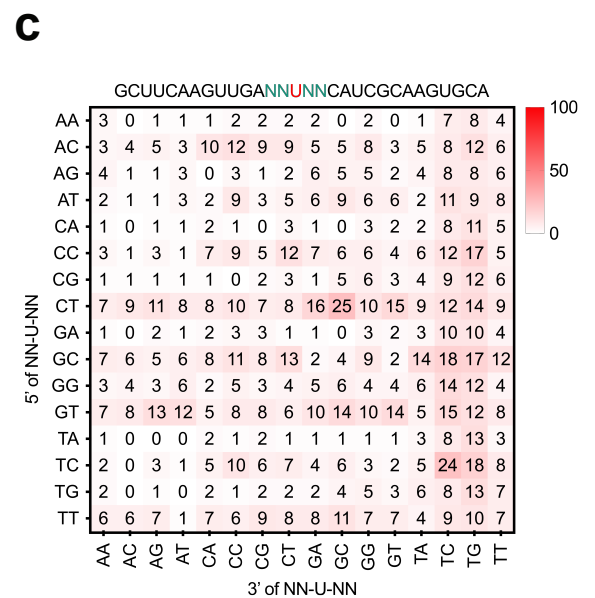 c
GCUUCAAGUUGANNUNNCAUCGCAAGUGCA
AA 3 0 1 1 1 2 2 2 2 0 2 0 1 7 8 4
AC 3 4 5 3 10 12 9 9 5 5 8 3 5 8 12 6
AG 4 1 1 3 0 3 1 2 6 5 5 2 4 8 8 6
AT 2 1 1 3 2 9 3 5 6 9 6 6 2 11 9 8
CA 1 0 1 1 2 1 0 3 1 0 3 2 2 8 11 5
CC 3 1 3 1 7 9 5 12 7 6 6 4 6 12 17 5
CG 1 1 1 1 1 0 2 3 1 5 6 3 4 9 12 6
CT 7 9 11 8 8 10 7 8 16 25 10 15 9 12 14 9
GA 1 0 2 1 2 3 3 1 1 0 3 2 3 10 10 4
GC 7 6 5 6 8 11 8 13 2 4 9 2 14 18 17 12
GG 3 4 3 6 2 5 3 4 5 6 4 4 6 14 12 4
GT 7 8 13 12 5 8 8 6 10 14 10 14 5 15 12 8
TA 1 0 0 0 2 1 2 1 1 1 1 1 3 8 13 3
TC 2 0 3 1 5 10 6 7 4 6 3 2 5 24 18 8
TG 2 0 1 0 2 1 2 2 2 4 5 3 6 8 13 7
TT 6 6 7 1 7 6 9 8 8 11 7 7 4 9 10 7
AA AC AG AT CA CC CG CT GA GC GG GT TA TC TG TT
5' of NN-U-NN
3' of NN-U-NN
100
50
0